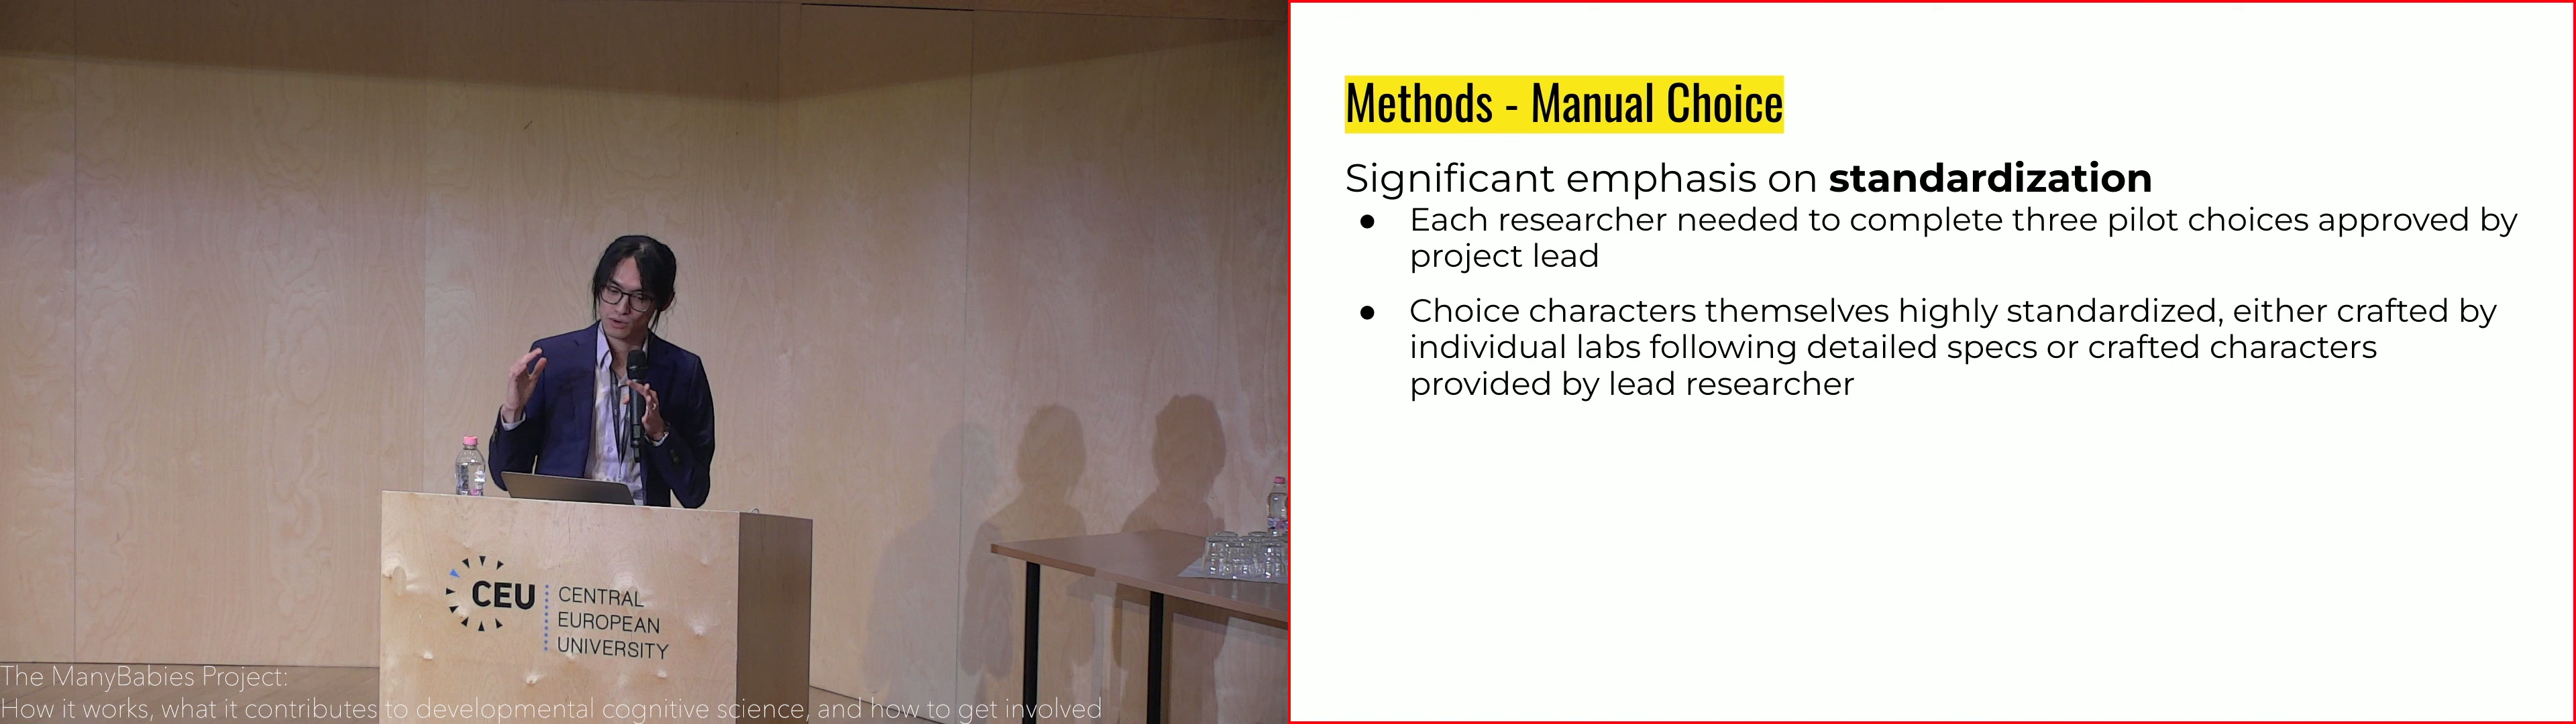 CEU
CENTRAL
EUROPEAN
UNIVERSITY
The ManyBabies Project:
How it works, what it contributes to developmental cognitive science, and how to get involved
Methods - Manual Choice
Significant emphasis on standardization
● Each researcher needed to complete three pilot choices approved by
project lead
● Choice characters themselves highly standardized, either crafted by
individual labs following detailed specs or crafted characters
provided by lead researcher